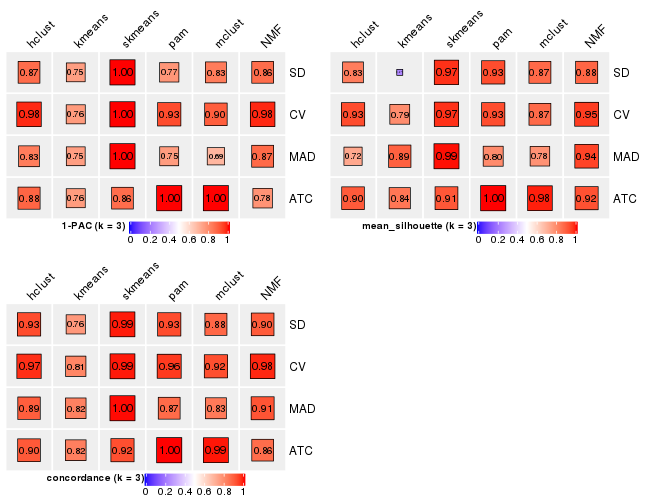 hclust kmeans skmeans pam mclust NMF
0.87 0.75 1.00 0.77 0.83 0.86 SD
0.98 0.76 1.00 0.93 0.90 0.98 CV
0.83 0.75 1.00 0.75 0.69 0.87 MAD
0.88 0.76 0.86 1.00 1.00 0.78 ATC
1-PAC (k = 3)
0 0.2 0.4 0.6 0.8 1
hclust kmeans skmeans pam mclust NMF
0.83 0.97 0.93 0.87 0.88 SD
0.93 0.79 0.97 0.93 0.87 0.95 CV
0.72 0.89 0.99 0.80 0.78 0.94 MAD
0.90 0.84 0.91 1.00 0.98 0.92 ATC
mean_silhouette (k = 3)
0 0.2 0.4 0.6 0.8 1
hclust kmeans skmeans pam mclust NMF
0.93 0.76 0.99 0.93 0.88 0.90 SD
0.97 0.81 0.99 0.96 0.92 0.98 CV
0.89 0.82 1.00 0.87 0.83 0.91 MAD
0.90 0.82 0.92 1.00 0.99 0.86 ATC
concordance (k = 3)
0 0.2 0.4 0.6 0.8 1